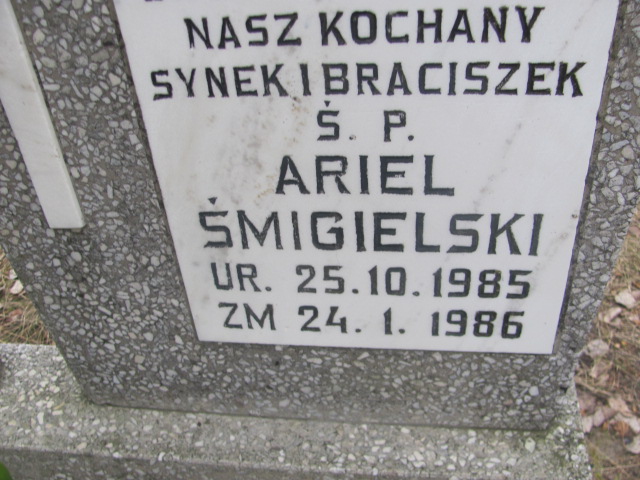 NASZ KOCHANY
SYNEK I BRACISZEK
Ś. P.
ARIEL
ŚMIGIELSKI
UR. 25.10.1985
ZM 24.1.1986